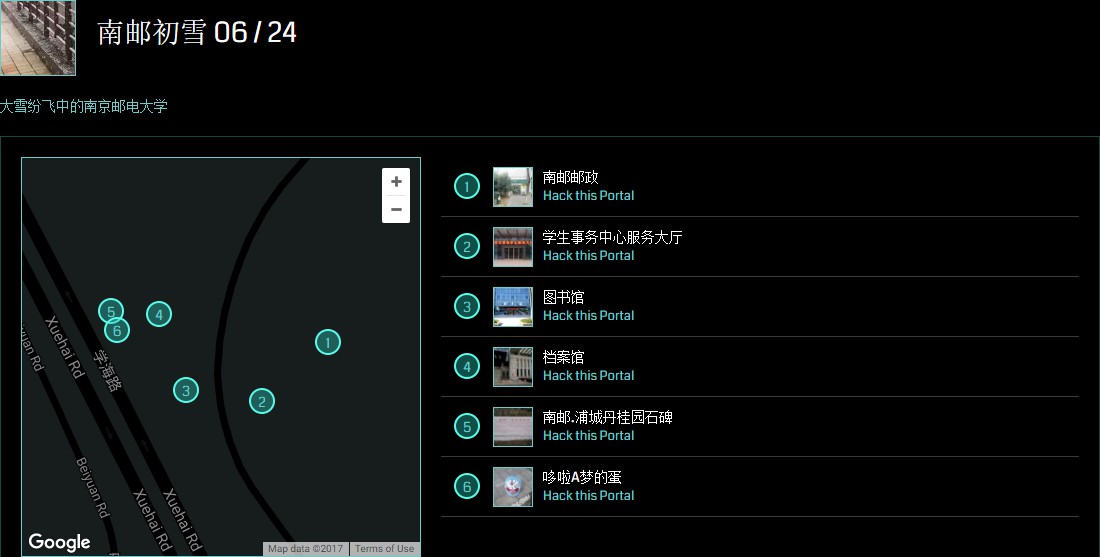 南邮初雪 06 / 24
大雪纷飞中的南京邮电大学
+
−
5
6
4
1
3
2
Xuehai Rd
学海路
Beiyuan Rd
Xuehai Rd
Xuehai Rd
Google
Map data ©2017
Terms of Use
1
南邮邮政
Hack this Portal
2
学生事务中心服务大厅
Hack this Portal
3
图书馆
Hack this Portal
4
档案馆
Hack this Portal
5
南邮.浦城丹桂园石碑
Hack this Portal
6
哆啦A梦的蛋
Hack this Portal